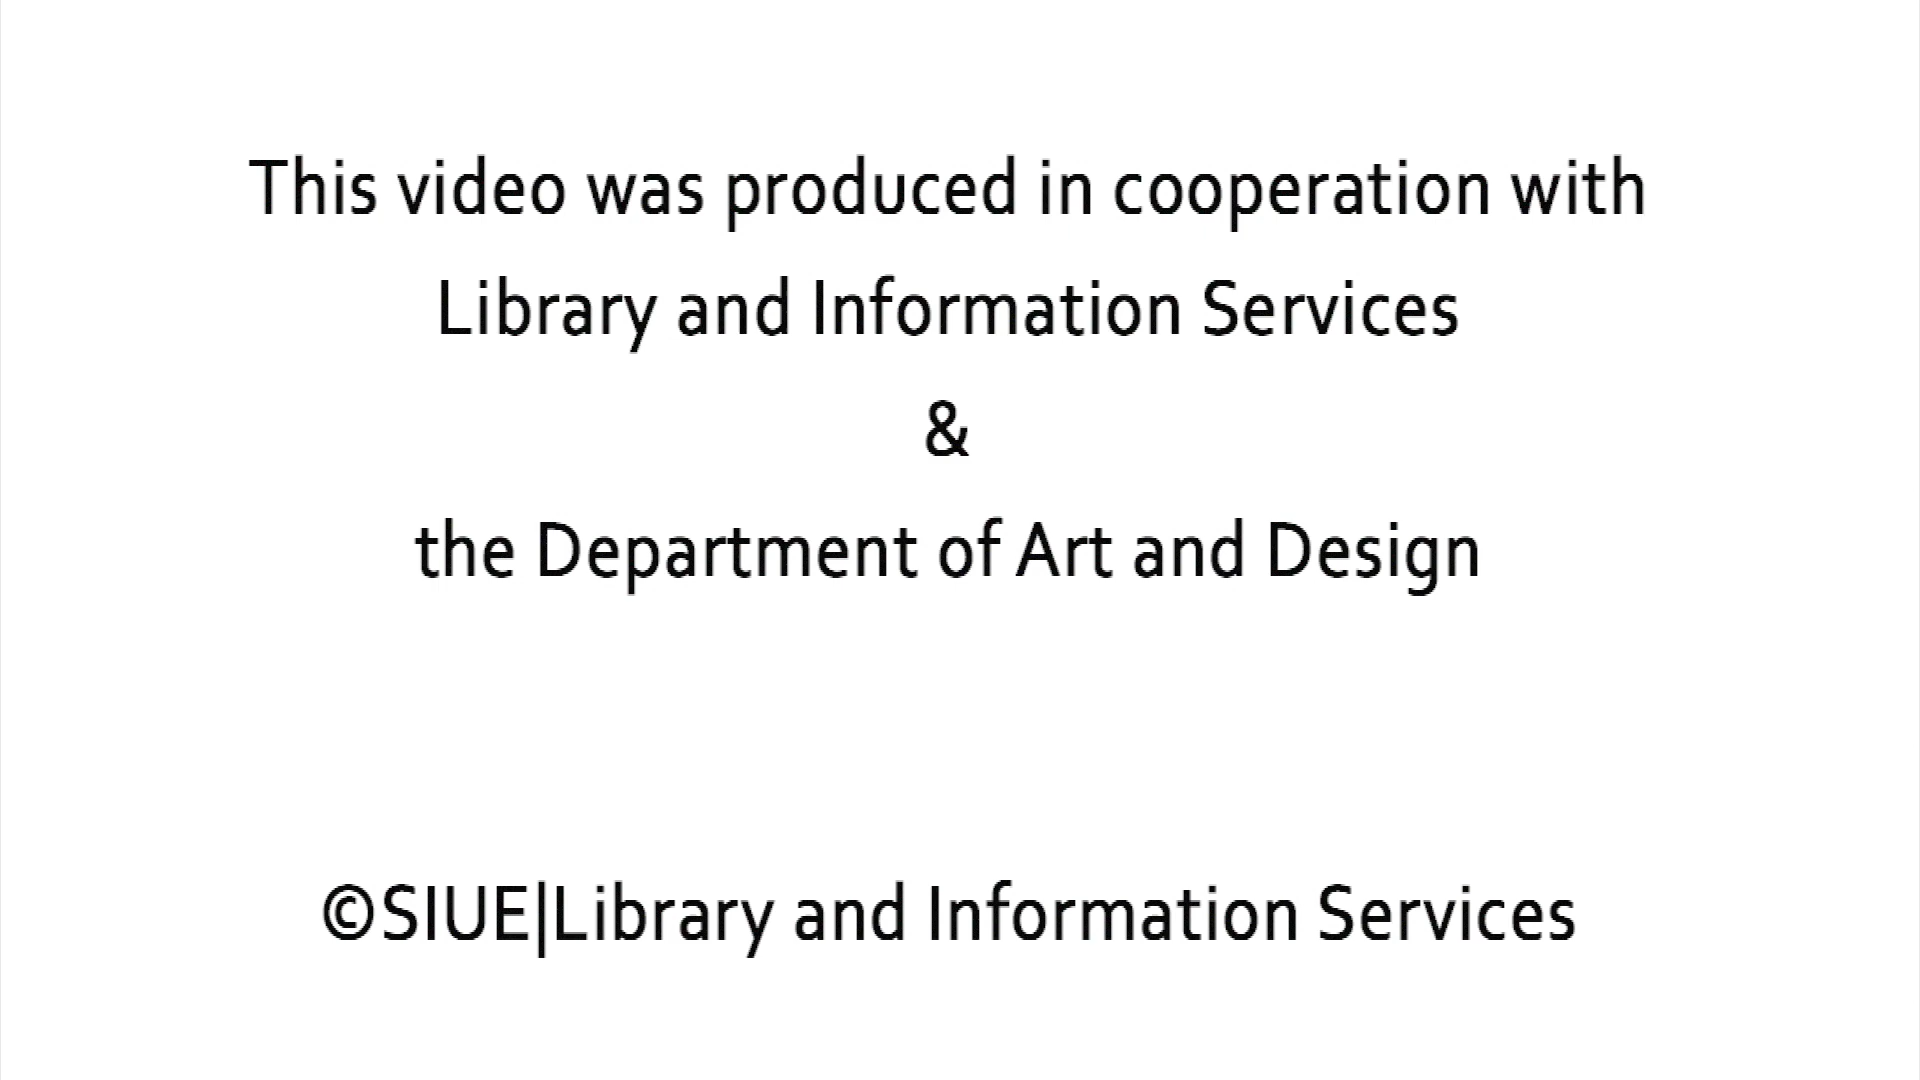 This video was produced in cooperation with
Library and Information Services
&
the Department of Art and Design
©SIUE|Library and Information Services